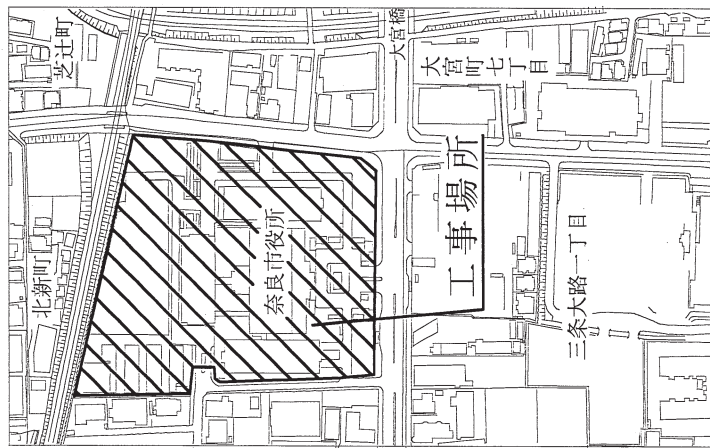 芝辻町
大宮橋
大宮町七丁目
北新町
奈良市役所
工事場所
三条大路一丁目